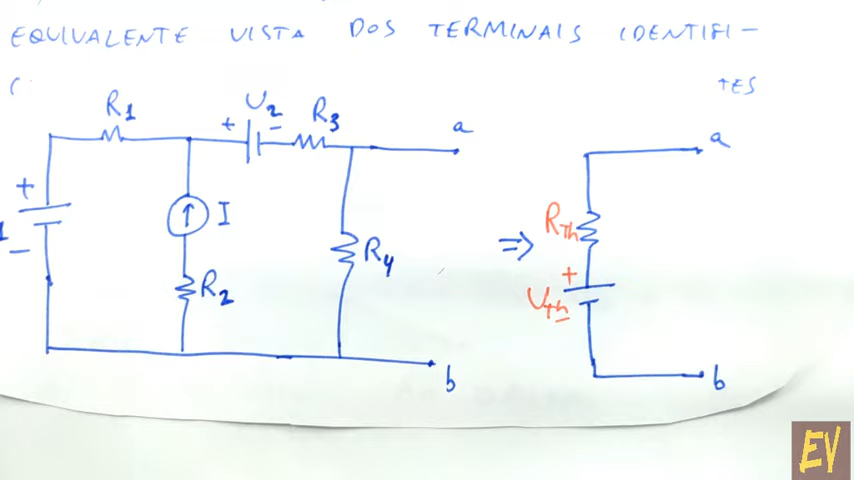 EQUIVALENTE VISTA DOS TERMINAIS IDENTIFI-
TES
R1
U2
R3
a
+
-
+
-
I
R2
R4
b
⇒
a
RTh
+
UTh
-
b
EV